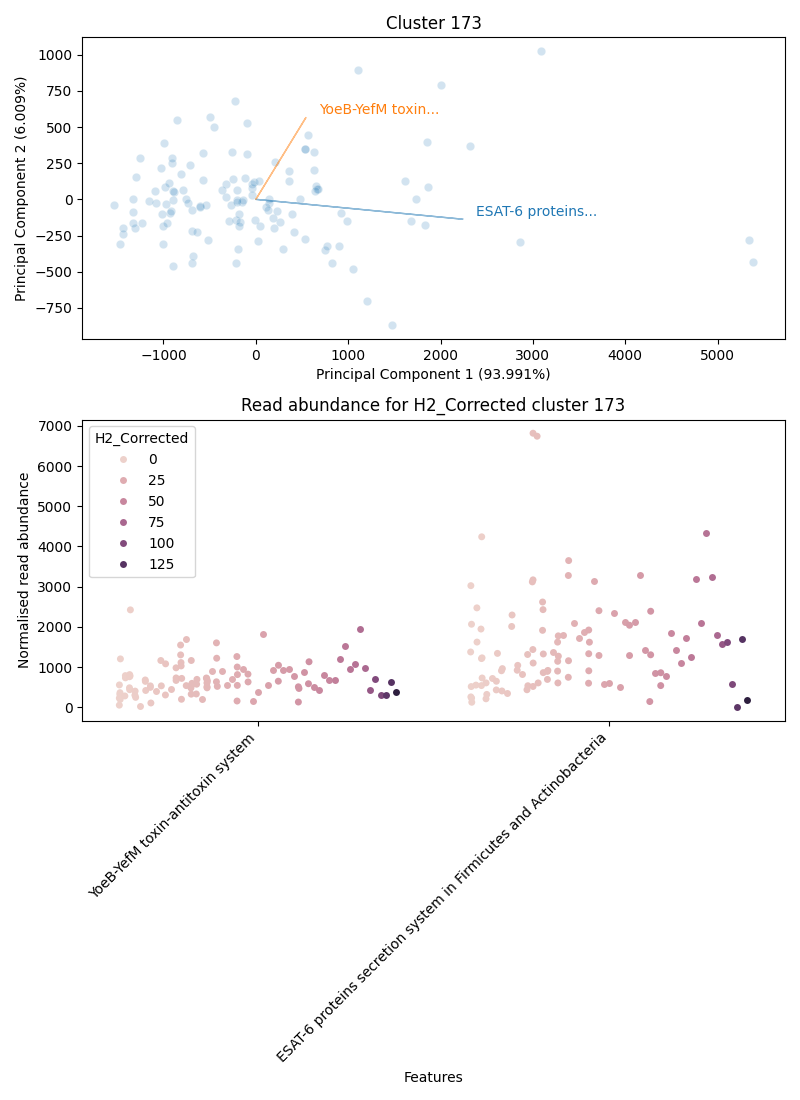 Cluster 173
1000
750
500
250
0
−250
−500
−750
Principal Component 2 (6.009%)
YoeB-YefM toxin...
ESAT-6 proteins...
−1000
0
1000
2000
3000
4000
5000
Principal Component 1 (93.991%)
Read abundance for H2_Corrected cluster 173
7000
6000
5000
4000
3000
2000
1000
0
Normalised read abundance
H2_Corrected
0
25
50
75
100
125
YoeB-YefM toxin-antitoxin system
ESAT-6 proteins secretion system in Firmicutes and Actinobacteria
Features